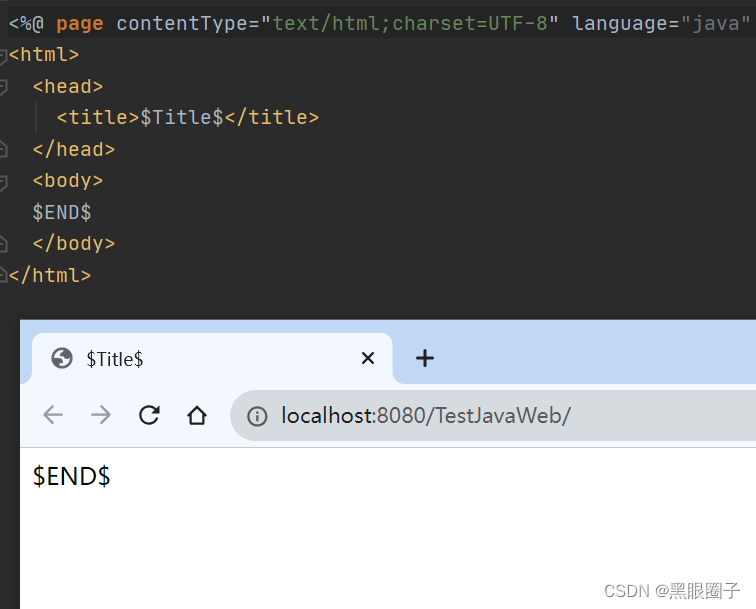 <%@ page contentType="text/html;charset=UTF-8" language="java"
<html>
<head>
<title>$Title$</title>
</head>
<body>
$END$
</body>
</html>
$Title$
localhost:8080/TestJavaWeb/
$END$
CSDN @黑眼圈子